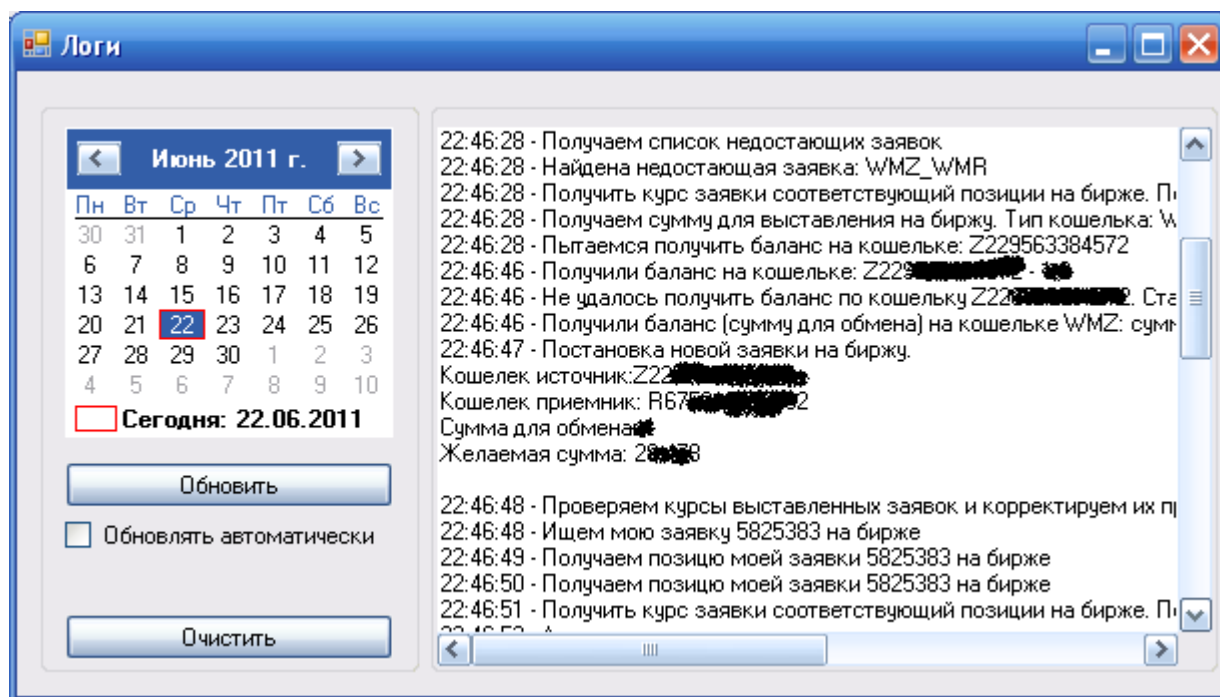 Логи
Июнь 2011 г.
Пн Вт Ср Чт Пт Сб Вс
30 31 1 2 3 4 5
6 7 8 9 10 11 12
13 14 15 16 17 18 19
20 21 22 23 24 25 26
27 28 29 30 1 2 3
4 5 6 7 8 9 10
Сегодня: 22.06.2011
Обновить
Обновлять автоматически
Очистить
22:46:28 - Получаем список недостающих заявок
22:46:28 - Найдена недостающая заявка: WMZ_WMR
22:46:28 - Получить курс заявки соответствующий позиции на бирже.
22:46:28 - Получаем сумму для выставления на биржу. Тип кошелька:
22:46:28 - Пытаемся получить баланс на кошельке: Z229563384572
22:46:46 - Получили баланс на кошельке: Z229 -
22:46:46 - Не удалось получить баланс по кошельку Z22
22:46:46 - Получили баланс (сумму для обмена) на кошельке WMZ:
22:46:47 - Постановка новой заявки на биржу.
Кошелек источник:Z22
Кошелек приемник: R67
Сумма для обмена
Желаемая сумма:
22:46:48 - Проверяем курсы выставленных заявок и корректируем их
22:46:48 - Ищем мою заявку 5825383 на бирже
22:46:49 - Получаем позицю моей заявки 5825383 на бирже
22:46:50 - Получаем позицю моей заявки 5825383 на бирже
22:46:51 - Получить курс заявки соответствующий позиции на бирже.